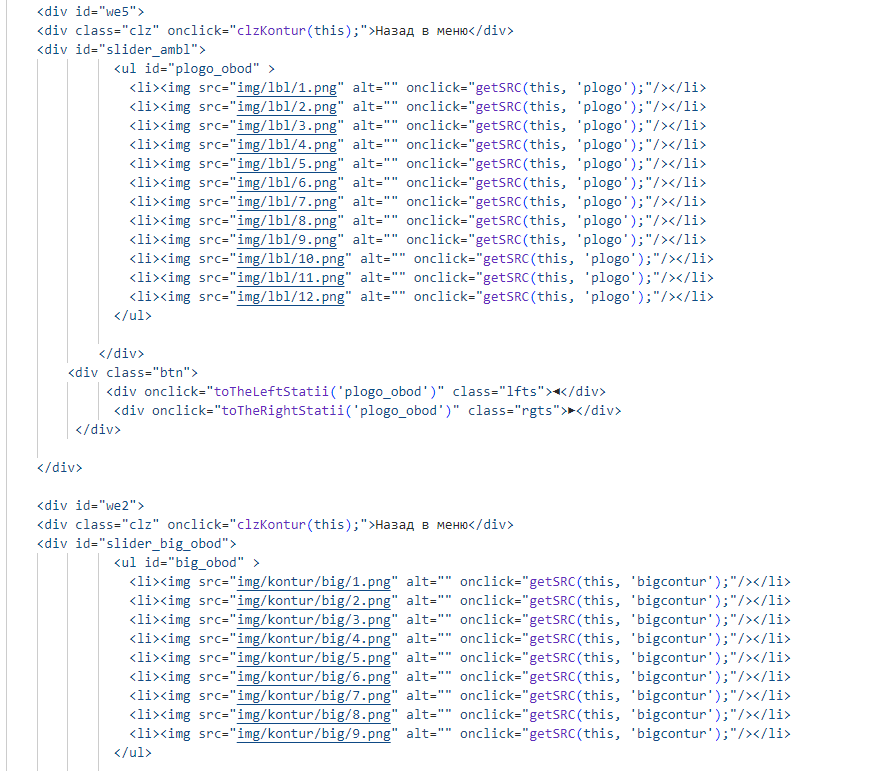 <div id="we5">
<div class="clz" onclick="clzKontur(this);">Назад в меню</div>
<div id="slider_ambl">
<ul id="plogo_obod" >
<li><img src="img/lbl/1.png" alt="" onclick="getSRC(this, 'plogo');"/></li>
<li><img src="img/lbl/2.png" alt="" onclick="getSRC(this, 'plogo');"/></li>
<li><img src="img/lbl/3.png" alt="" onclick="getSRC(this, 'plogo');"/></li>
<li><img src="img/lbl/4.png" alt="" onclick="getSRC(this, 'plogo');"/></li>
<li><img src="img/lbl/5.png" alt="" onclick="getSRC(this, 'plogo');"/></li>
<li><img src="img/lbl/6.png" alt="" onclick="getSRC(this, 'plogo');"/></li>
<li><img src="img/lbl/7.png" alt="" onclick="getSRC(this, 'plogo');"/></li>
<li><img src="img/lbl/8.png" alt="" onclick="getSRC(this, 'plogo');"/></li>
<li><img src="img/lbl/9.png" alt="" onclick="getSRC(this, 'plogo');"/></li>
<li><img src="img/lbl/10.png" alt="" onclick="getSRC(this, 'plogo');"/></li>
<li><img src="img/lbl/11.png" alt="" onclick="getSRC(this, 'plogo');"/></li>
<li><img src="img/lbl/12.png" alt="" onclick="getSRC(this, 'plogo');"/></li>
</ul>
</div>
<div class="btn">
<div onclick="toTheLeftStatii('plogo_obod')" class="lfts">◄</div>
<div onclick="toTheRightStatii('plogo_obod')" class="rgts">►</div>
</div>
</div>
<div id="we2">
<div class="clz" onclick="clzKontur(this);">Назад в меню</div>
<div id="slider_big_obod">
<ul id="big_obod" >
<li><img src="img/kontur/big/1.png" alt="" onclick="getSRC(this, 'bigcontur');"/></li>
<li><img src="img/kontur/big/2.png" alt="" onclick="getSRC(this, 'bigcontur');"/></li>
<li><img src="img/kontur/big/3.png" alt="" onclick="getSRC(this, 'bigcontur');"/></li>
<li><img src="img/kontur/big/4.png" alt="" onclick="getSRC(this, 'bigcontur');"/></li>
<li><img src="img/kontur/big/5.png" alt="" onclick="getSRC(this, 'bigcontur');"/></li>
<li><img src="img/kontur/big/6.png" alt="" onclick="getSRC(this, 'bigcontur');"/></li>
<li><img src="img/kontur/big/7.png" alt="" onclick="getSRC(this, 'bigcontur');"/></li>
<li><img src="img/kontur/big/8.png" alt="" onclick="getSRC(this, 'bigcontur');"/></li>
<li><img src="img/kontur/big/9.png" alt="" onclick="getSRC(this, 'bigcontur');"/></li>
</ul>